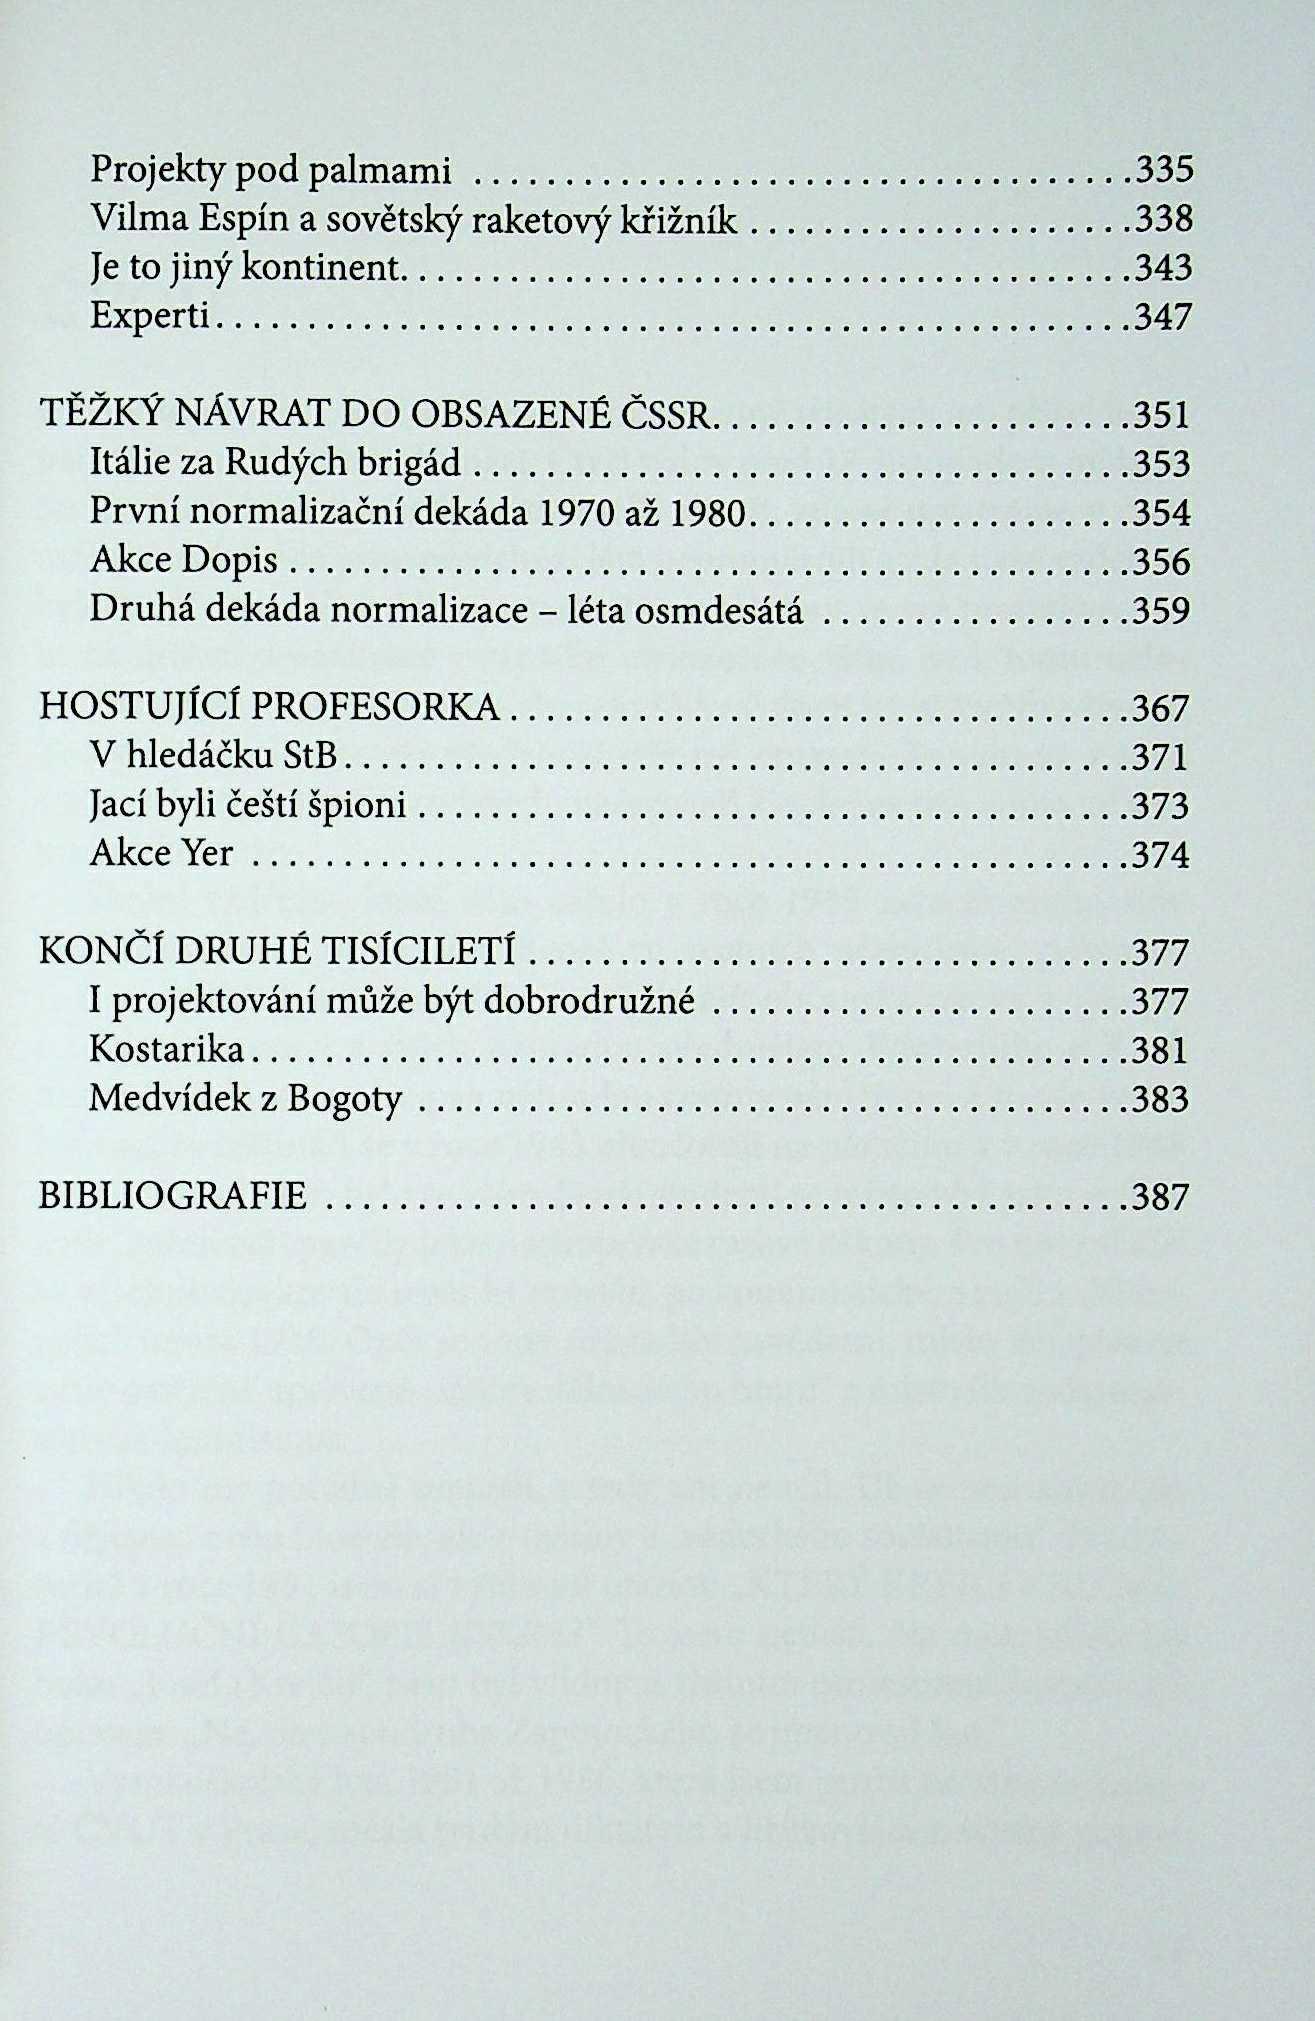 Projekty pod palmami ....................................335
Vilma Espín a sovětský raketový křižník .....................338
Je to jiný kontinent........................................343
Experti..................................................347
TĚŽKÝ NÁVRAT DO OBSAZENÉ ČSSR.......................351
Itálie za Rudých brigád ....................................353
První normalizační dekáda 1970 až 1980.....................354
Akce Dopis ..............................................356
Druhá dekáda normalizace – léta osmdesátá .................359
HOSTUJÍCÍ PROFESORKA ..................................367
V hledáčku StB...........................................371
Jací byli čeští špioni .......................................373
Akce Yer ................................................374
KONČÍ DRUHÉ TISÍCILETÍ .................................377
I projektování může být dobrodružné .......................377
Kostarika................................................381
Medvídek z Bogoty .......................................383
BIBLIOGRAFIE ............................................387